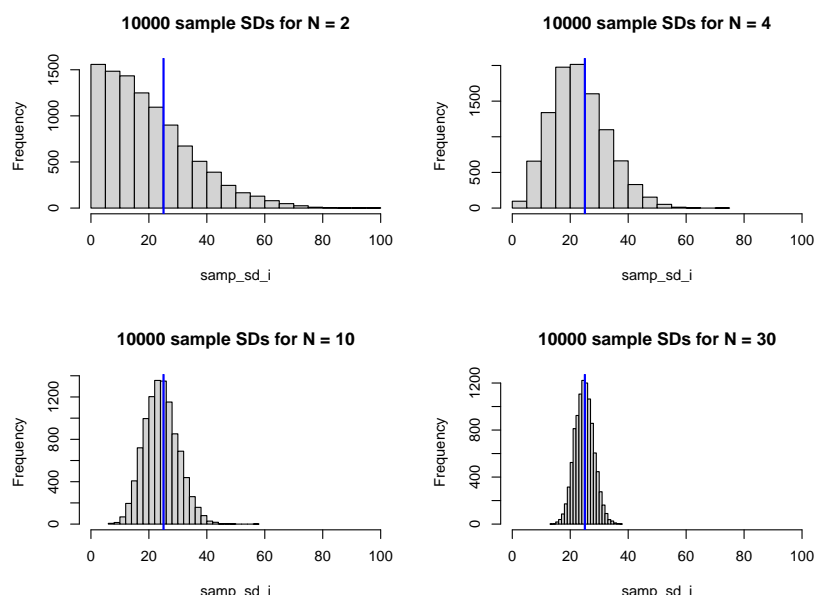 10000 sample SDs for N = 2
Frequency
0 500 1000 1500
0 20 40 60 80 100
samp_sd_i
10000 sample SDs for N = 4
Frequency
0 500 1500
0 20 40 60 80 100
samp_sd_i
10000 sample SDs for N = 10
Frequency
0 400 800 1200
0 20 40 60 80 100
samp_sd_i
10000 sample SDs for N = 30
Frequency
0 400 800 1200
0 20 40 60 80 100
samp_sd_i